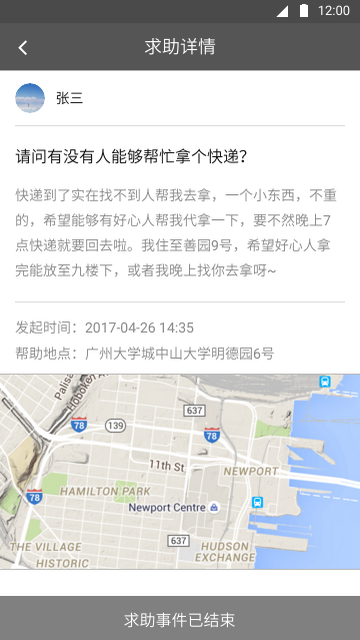 12:00
求助详情
张三
请问有没有人能够帮忙拿个快递?
快递到了实在找不到人帮我去拿，一个小东西，不重
的，希望能够有好心人帮我代拿一下，要不然晚上7
点快递就要回去啦。我住至善园9号，希望好心人拿
完能放至九楼下，或者我晚上找你去拿呀~
发起时间：2017-04-26 14:35
帮助地点：广州大学城中山大学明德园6号
Palisa
Hoboken
637
78
139
78
11th St
NEWPORT
HAMILTON PARK
78
Newport Centre
637
THE VILLAGE
HUDSON
EXCHANGE
HISTORIC
求助事件已结束